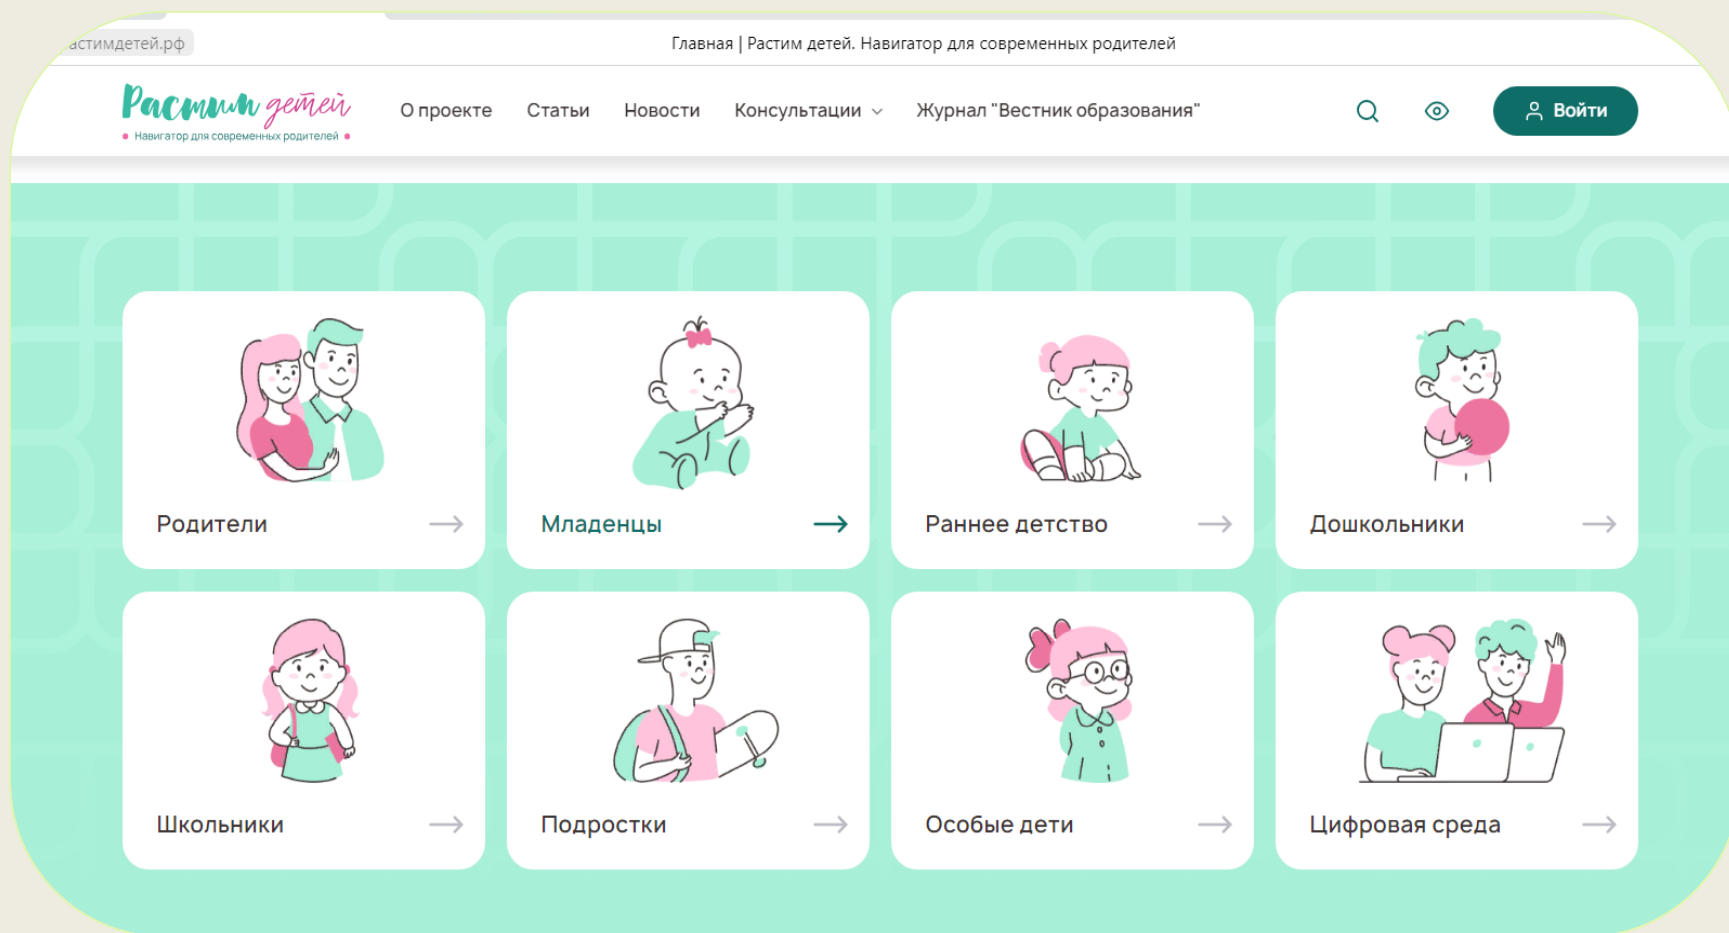 астимдетей.рф
Главная | Растим детей. Навигатор для современных родителей
Растим детей
Навигатор для современных родителей
О проекте
Статьи
Новости
Консультации
Журнал "Вестник образования"
Войти
Родители
Младенцы
Раннее детство
Дошкольники
Школьники
Подростки
Особые дети
Цифровая среда